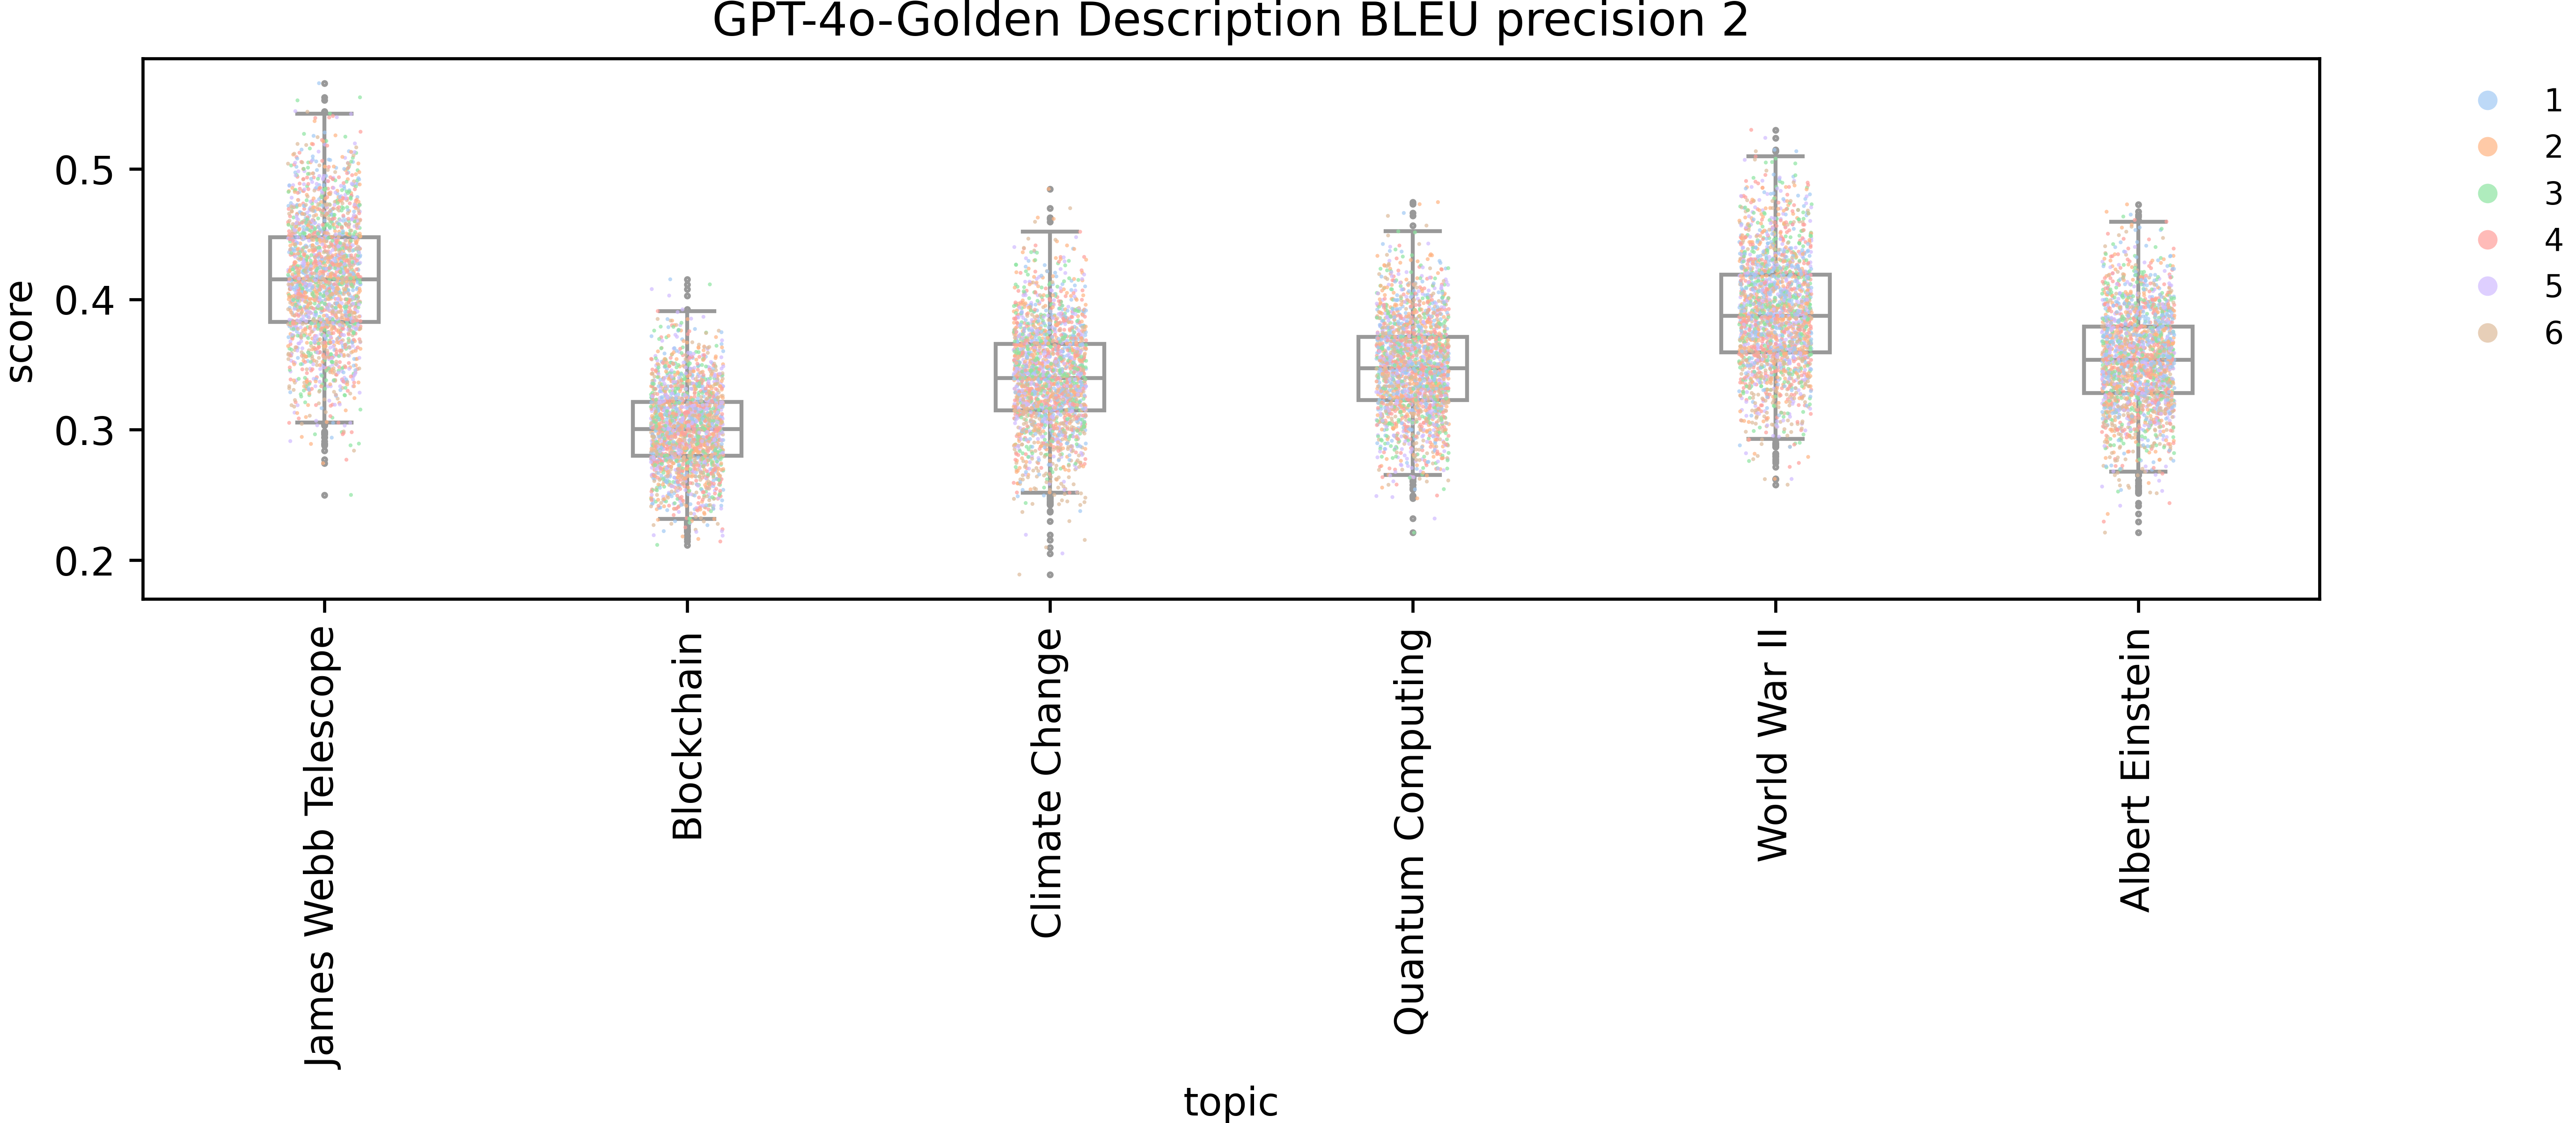 GPT-4o-Golden Description BLEU precision 2
score
0.5
0.4
0.3
0.2
James Webb Telescope
Blockchain
Climate Change
Quantum Computing
World War II
Albert Einstein
topic
1
2
3
4
5
6